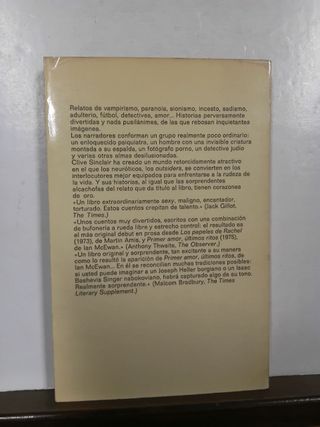 Relatos de vampirismo, paranoia, sionismo, incesto, sadismo,
adulterio, fútbol, detectives, amor... Historias perversamente
divertidas y nada pusilánimes, de las que rebosan inquietantes
imágenes.
Los narradores conforman un grupo realmente poco ordinario:
un enloquecido psiquiatra, un hombre con una invisible criatura
montada a su espalda, un fotógrafo porno, un detective judío
y varias otras almas desilusionadas.
Clive Sinclair ha creado un mundo retorcidamente atractivo
en el que los neuróticos, los outsiders, se convierten en los
interlocutores mejor equipados para enfrentarse a la rudeza de
la vida. Y sus historias, al igual que las sorprendentes
alcachofas del relato que da título al libro, tienen corazones
de oro.
«Un libro extraordinariamente sexy, maligno, encantador,
torturado. Estos cuentos crepitan de talento.» (Jack Gillot,
The Times.)
«Unos cuentos muy divertidos, escritos con una combinación
de bufonería a rueda libre y estrecho control: el resultado es
el más original debut en prosa desde Los papeles de Rachel
(1973), de Martin Amis, y Primer amor, últimos ritos (1975),
de Ian McEwan.» (Anthony Thwaite, The Observer.)
«Un libro original y sorprendente, tan excitante a su manera
como lo resultó la aparición de Primer amor, últimos ritos, de
Ian McEwan... En él se reconcilian muchas tradiciones posibles:
si usted puede imaginar a un Joseph Heller borgiano o un Isaac
Bashevis Singer nabokoviano, habrá captado algo de su tono.
Realmente sorprendente.» (Malcom Bradbury, The Times
Literary Supplement.)